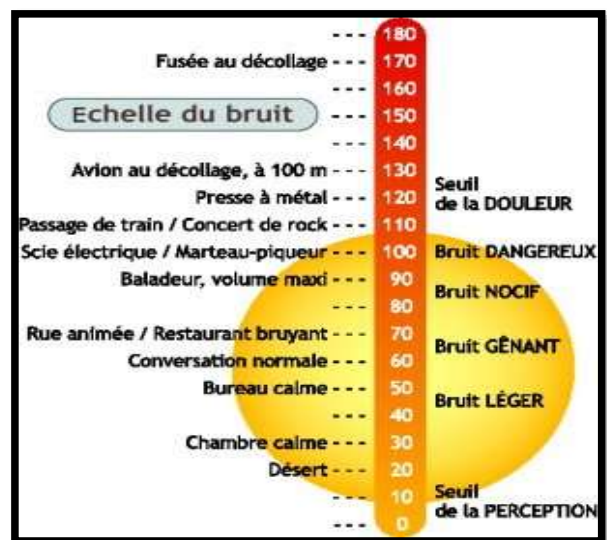 - - - 180
Fusée au décollage - - - 170
- - - 160
Echelle du bruit - - - 150
- - - 140
Avion au décollage, à 100 m - - - 130
Presse à métal - - - 120 Seuil
de la DOULEUR
Passage de train / Concert de rock - - - 110
Scie électrique / Marteau-piqueur - - - 100 Bruit DANGEREUX
Baladeur, volume maxi - - - 90
Bruit NOCIF
- - - 80
Rue animée / Restaurant bruyant - - - 70
Bruit GÊNANT
Conversation normale - - - 60
Bureau calme - - - 50
Bruit LÉGER
- - - 40
Chambre calme - - - 30
Désert - - - 20
- - - 10 Seuil
de la PERCEPTION
- - - 0